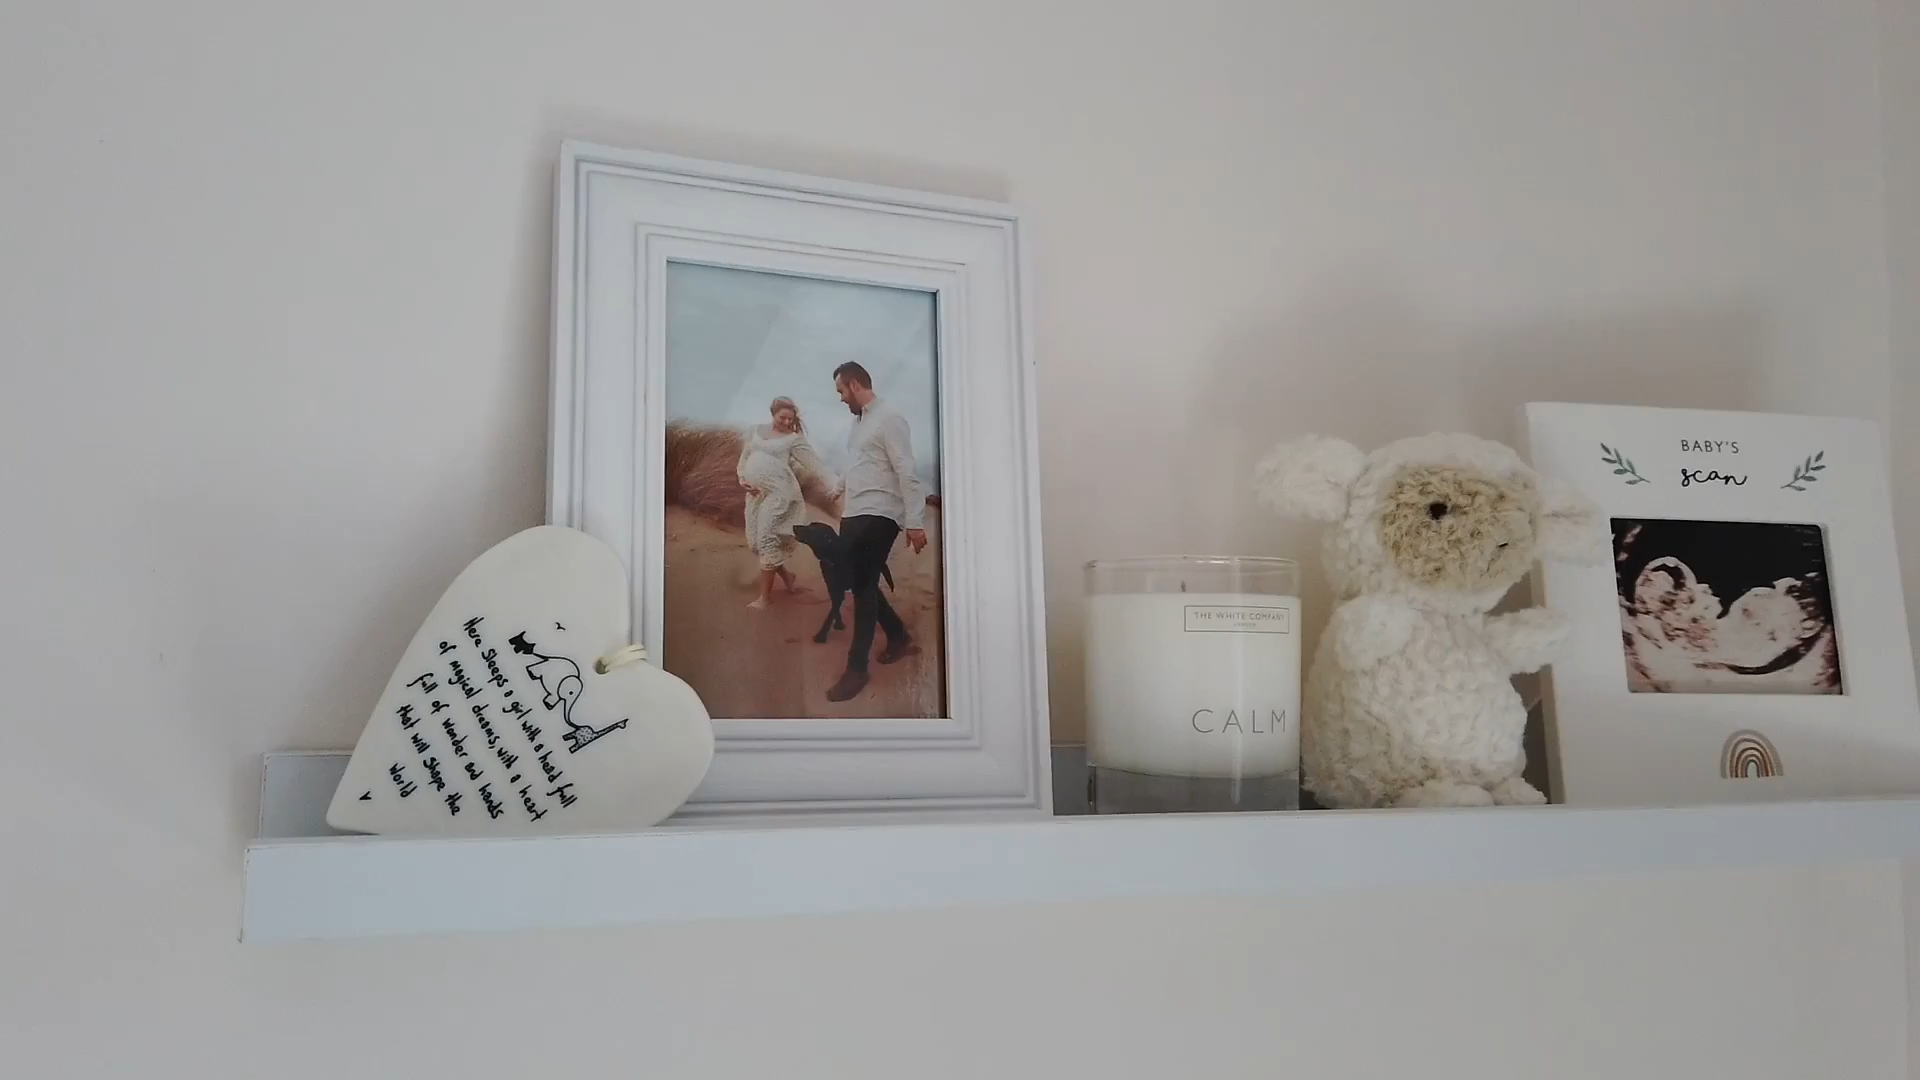 Here Sleeps a girl with a head full
of magical dreams, with a heart
full of wonder and hands
that will Shape the
World
THE WHITE COMPANY
LONDON
CALM
BABY'S
scan